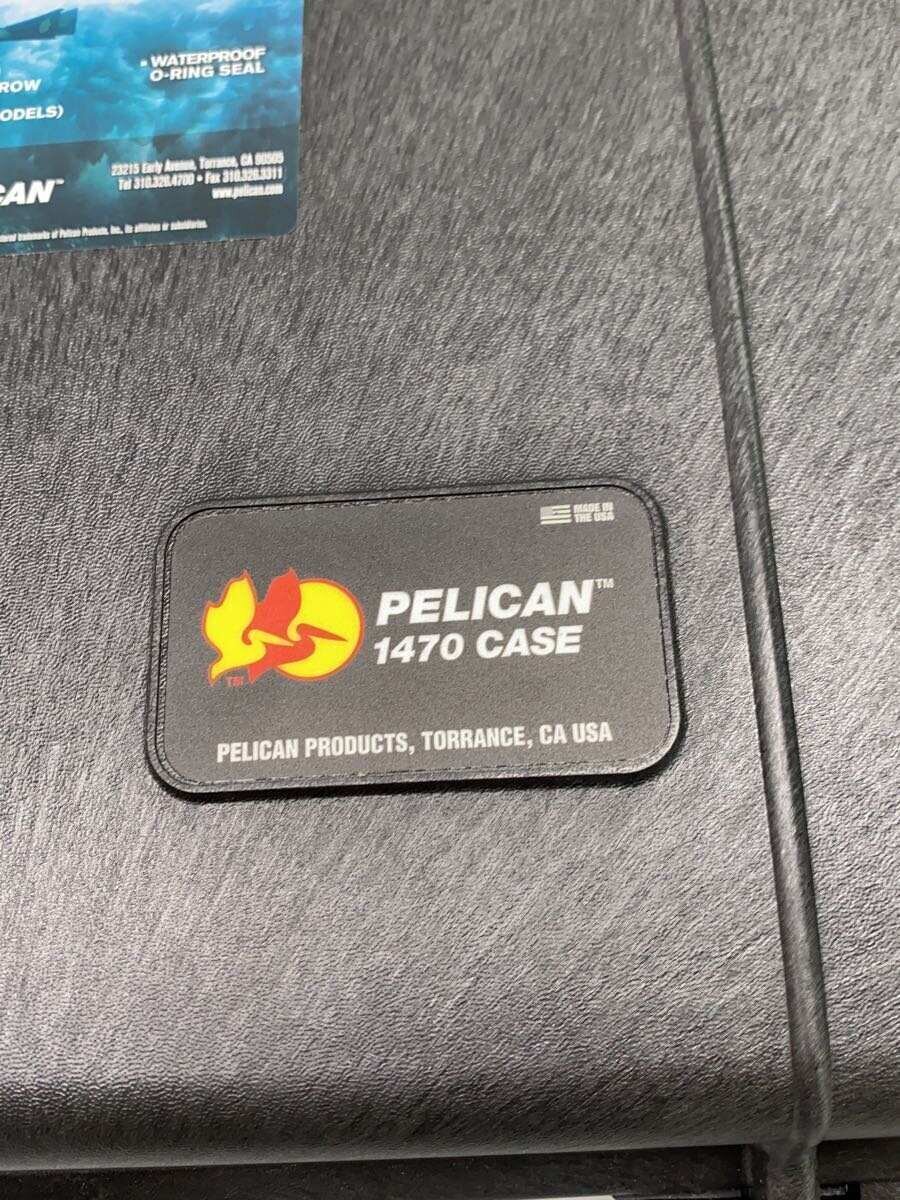 • WATERPROOF
O-RING SEAL
ROW
ODELS)
23215 Early Avenue, Torrance, CA 90505
Tel 310.326.4700 • Fax 310.326.3311
www.pelican.com
CAN™
trademarks of Pelican Products, Inc., its affiliates or subsidiaries.
MADE IN
THE USA
PELICAN™
1470 CASE
TM
PELICAN PRODUCTS, TORRANCE, CA USA